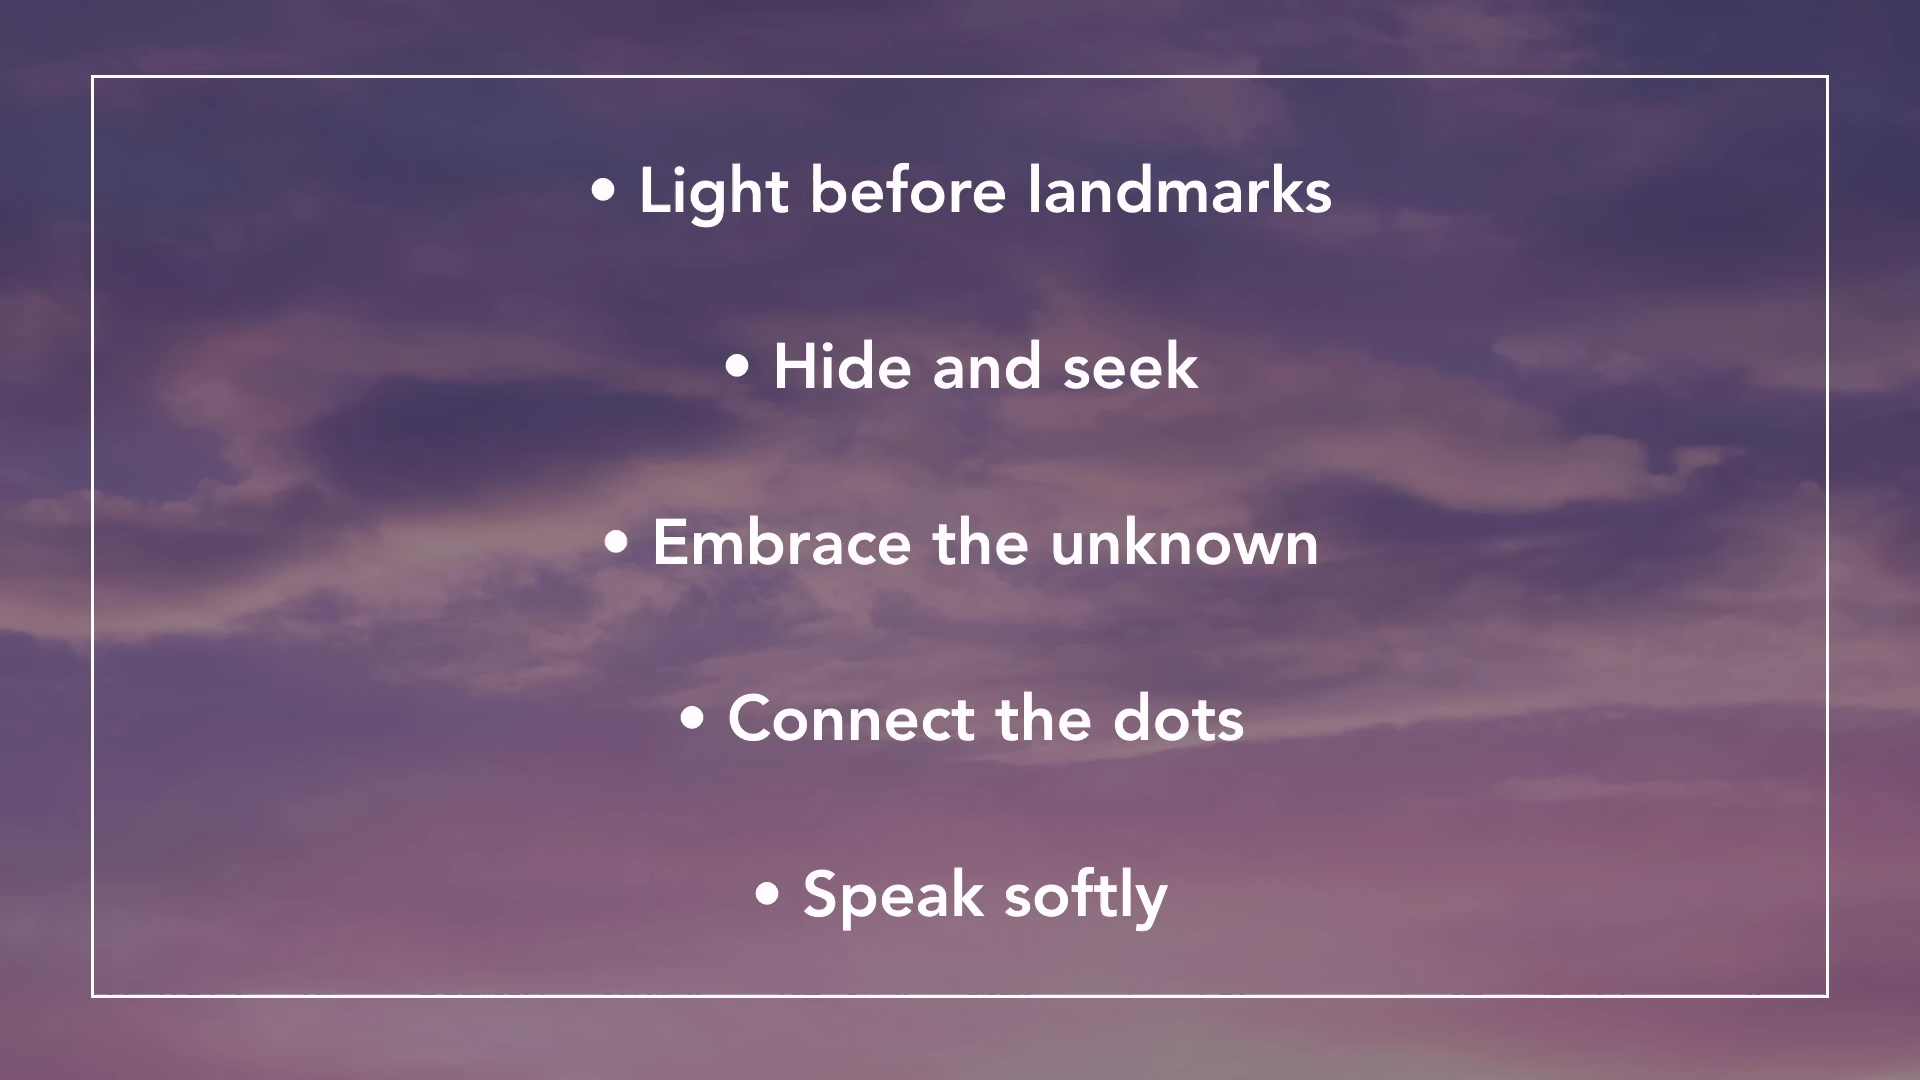 • Light before landmarks
• Hide and seek
• Embrace the unknown
• Connect the dots
• Speak softly